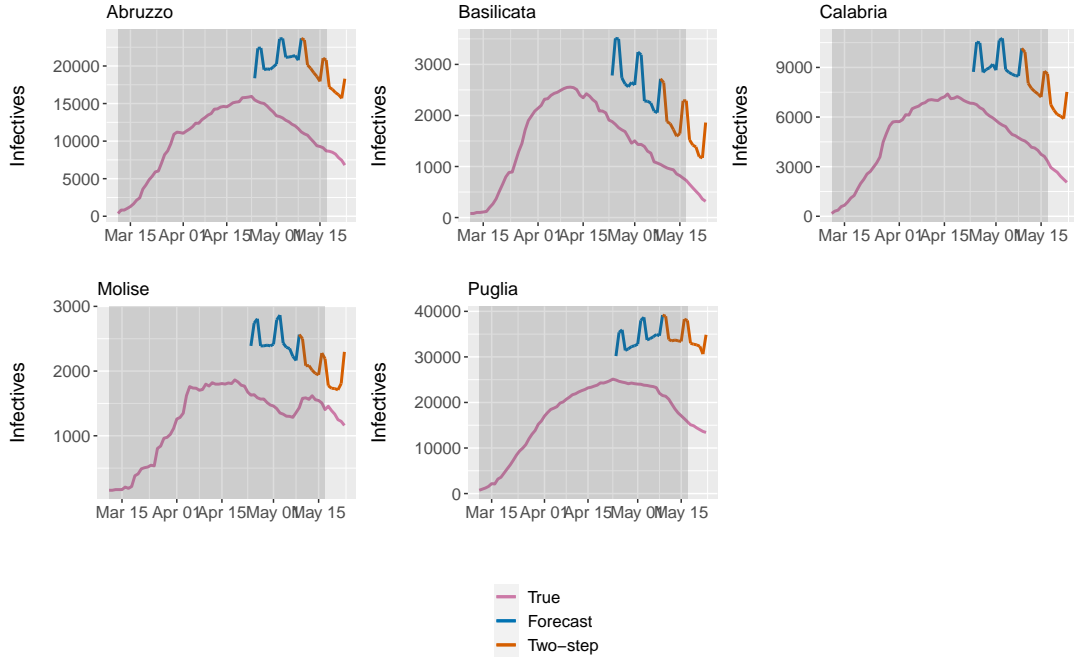 Abruzzo
Basilicata
Calabria
Infectives
20000
15000
10000
5000
0
Mar 15 Apr 01 Apr 15 May 01 May 15
Infectives
3000
2000
1000
0
Mar 15 Apr 01 Apr 15 May 01 May 15
Infectives
9000
6000
3000
0
Mar 15 Apr 01 Apr 15 May 01 May 15
Molise
Puglia
Infectives
3000
2000
1000
Mar 15 Apr 01 Apr 15 May 01 May 15
Infectives
40000
30000
20000
10000
0
Mar 15 Apr 01 Apr 15 May 01 May 15
True
Forecast
Two−step